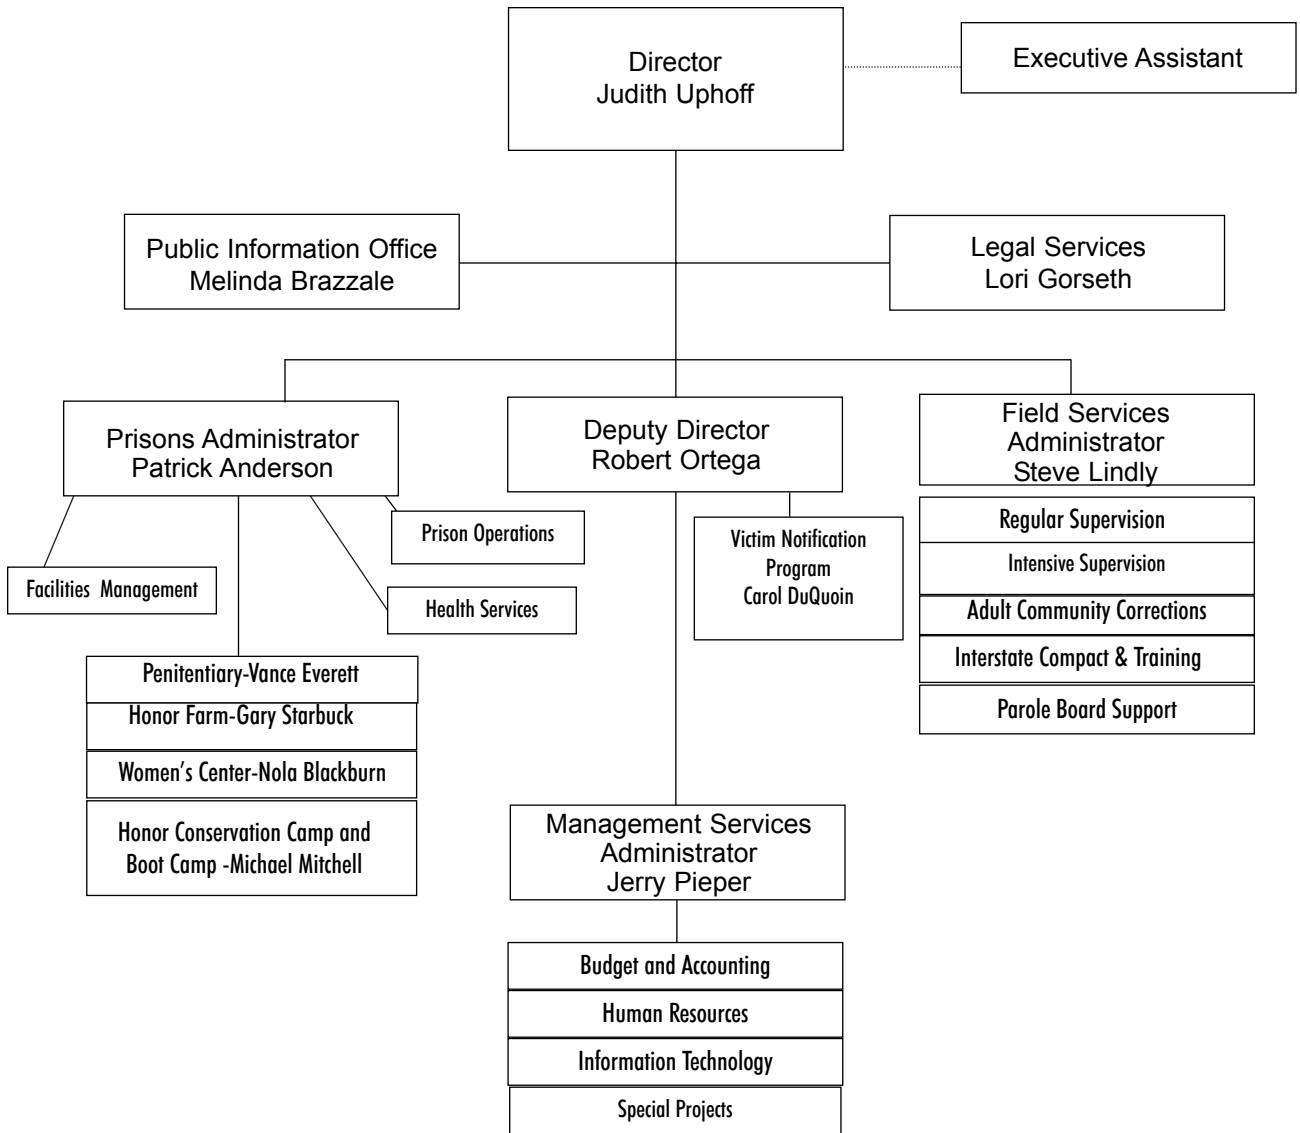 Director
Judith Uphoff
Executive Assistant
Public Information Office
Melinda Brazzale
Legal Services
Lori Gorseth
Prisons Administrator
Patrick Anderson
Deputy Director
Robert Ortega
Field Services
Administrator
Steve Lindly
Facilities Management
Prison Operations
Health Services
Penitentiary-Vance Everett
Honor Farm-Gary Starbuck
Women's Center-Nola Blackburn
Honor Conservation Camp and
Boot Camp -Michael Mitchell
Victim Notification
Program
Carol DuQuoin
Regular Supervision
Intensive Supervision
Adult Community Corrections
Interstate Compact & Training
Parole Board Support
Management Services
Administrator
Jerry Pieper
Budget and Accounting
Human Resources
Information Technology
Special Projects